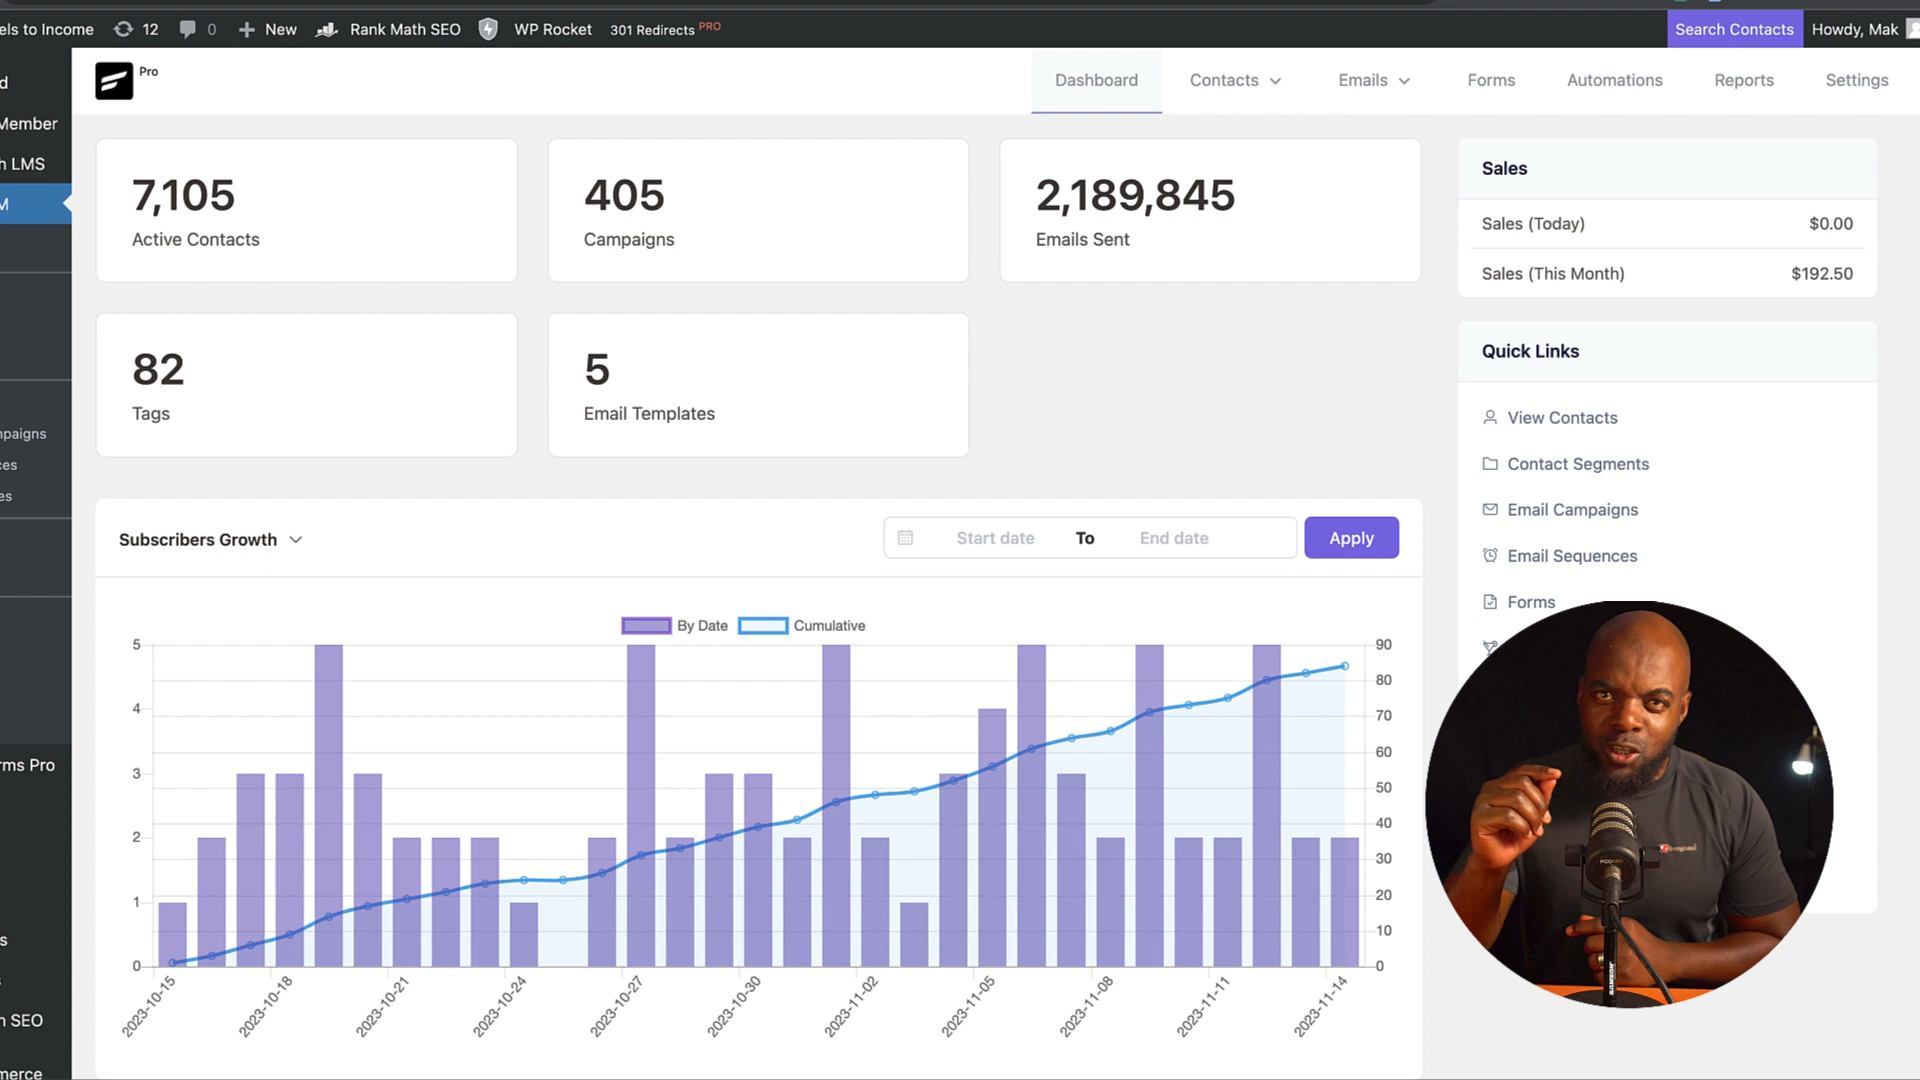 els to Income 12 0 New Rank Math SEO WP Rocket 301 Redirects PRO Search Contacts Howdy, Mak
d
Member
h LMS
M
mpaigns
ces
es
rms Pro
s
h SEO
merce
Pro Dashboard Contacts Emails Forms Automations Reports Settings
7,105
Active Contacts
405
Campaigns
2,189,845
Emails Sent
82
Tags
5
Email Templates
Sales
Sales (Today) $0.00
Sales (This Month) $192.50
Quick Links
View Contacts
Contact Segments
Email Campaigns
Email Sequences
Forms
Subscribers Growth Start date To End date Apply
By Date Cumulative
5 90
80
4 70
60
3 50
2 40
30
1 20
10
0 0
2023-10-15 2023-10-18 2023-10-21 2023-10-24 2023-10-27 2023-10-30 2023-11-02 2023-11-05 2023-11-08 2023-11-11 2023-11-14